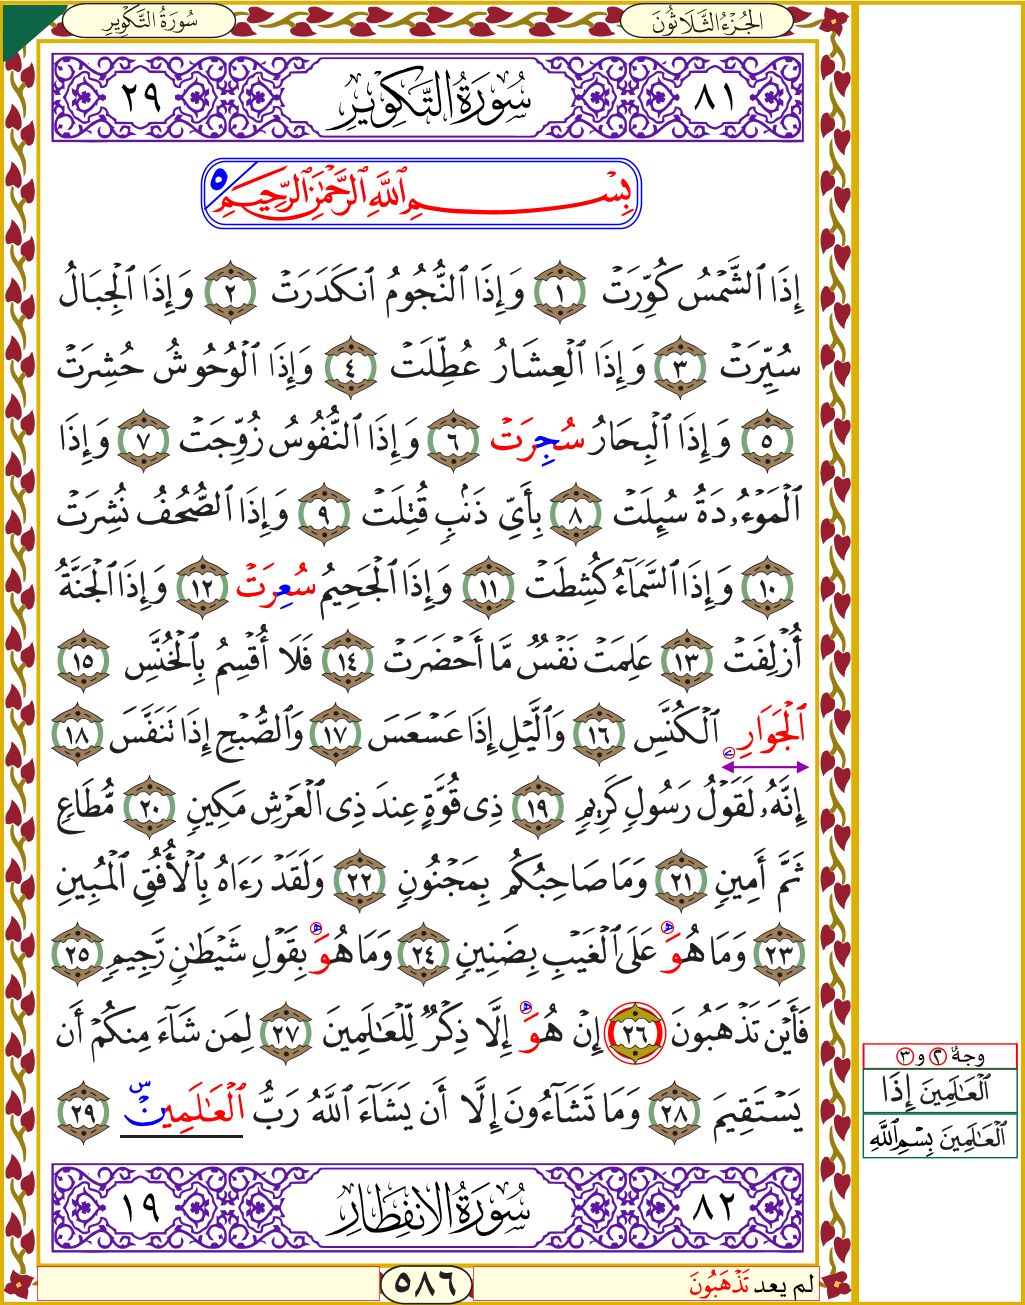 سُورَةُ التَّكْوِيرِ
الجُزْءُ الثَّلَاثُونَ
٨١ سُورَةُ التَّكْوِيرِ ٢٩
بِسْمِ ٱللَّهِ ٱلرَّحْمَٰنِ ٱلرَّحِيمِ ٥
إِذَا ٱلشَّمْسُ كُوِّرَتْ ١ وَإِذَا ٱلنُّجُومُ ٱنكَدَرَتْ ٢ وَإِذَا ٱلْجِبَالُ
سُيِّرَتْ ٣ وَإِذَا ٱلْعِشَارُ عُطِّلَتْ ٤ وَإِذَا ٱلْوُحُوشُ حُشِرَتْ
٥ وَإِذَا ٱلْبِحَارُ سُجِرَتْ ٦ وَإِذَا ٱلنُّفُوسُ زُوِّجَتْ ٧ وَإِذَا
ٱلْمَوْءُۥدَةُ سُئِلَتْ ٨ بِأَيِّ ذَنۢبٍ قُتِلَتْ ٩ وَإِذَا ٱلصُّحُفُ نُشِرَتْ
١٠ وَإِذَا ٱلسَّمَآءُ كُشِطَتْ ١١ وَإِذَا ٱلْجَحِيمُ سُعِرَتْ ١٢ وَإِذَا ٱلْجَنَّةُ
أُزْلِفَتْ ١٣ عَلِمَتْ نَفْسٌ مَّا أَحْضَرَتْ ١٤ فَلَا أُقْسِمُ بِٱلْخُنَّسِ ١٥
ٱلْجَوَارِ ے ٱلْكُنَّسِ ١٦ وَٱلَّيْلِ إِذَا عَسْعَسَ ١٧ وَٱلصُّبْحِ إِذَا تَنَفَّسَ ١٨
إِنَّهُۥ لَقَوْلُ رَسُولٍ كَرِيمٍ ١٩ ذِى قُوَّةٍ عِندَ ذِى ٱلْعَرْشِ مَكِينٍ ٢٠ مُّطَاعٍ
ثَمَّ أَمِينٍ ٢١ وَمَا صَاحِبُكُم بِمَجْنُونٍ ٢٢ وَلَقَدْ رَءَاهُ بِٱلْأُفُقِ ٱلْمُبِينِ
٢٣ وَمَا هُوَ ه عَلَى ٱلْغَيْبِ بِضَنِينٍ ٢٤ وَمَا هُوَ ه بِقَوْلِ شَيْطَٰنٍ رَّجِيمٍ ٢٥
فَأَيْنَ تَذْهَبُونَ ٢٦ إِنْ هُوَ ه إِلَّا ذِكْرٌ لِّلْعَٰلَمِينَ ٢٧ لِمَن شَآءَ مِنكُمْ أَن
يَسْتَقِيمَ ٢٨ وَمَا تَشَآءُونَ إِلَّا أَن يَشَآءَ ٱللَّهُ رَبُّ ٱلْعَٰلَمِينَ س ٢٩
وجهٌ ٢ و ٣
ٱلْعَٰلَمِينَ إِذَا
ٱلْعَٰلَمِينَ بِسْمِ ٱللَّهِ
٨٢ سُورَةُ الانفِطَارِ ١٩
لم يعد تَذْهَبُونَ
٥٨٦